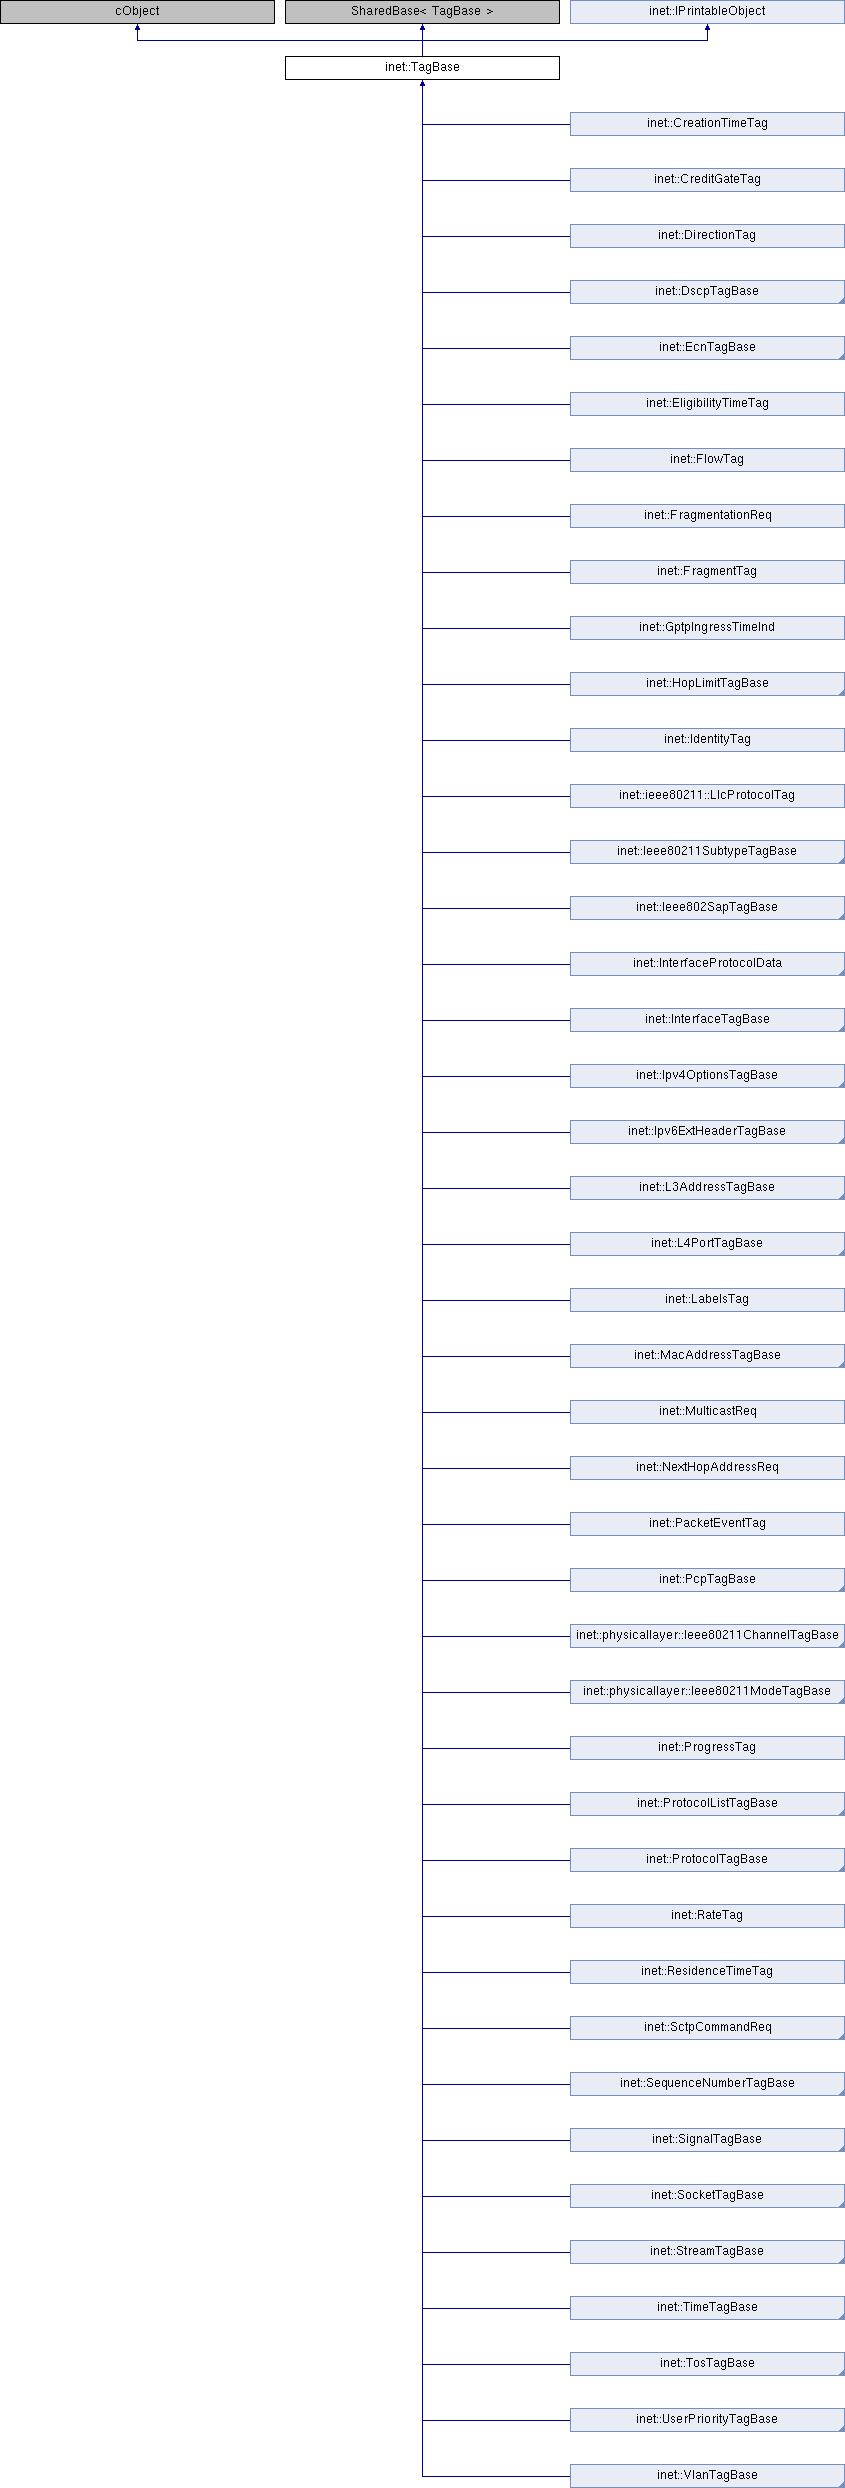 cObject
SharedBase< TagBase >
inet::IPrintableObject
inet::TagBase
inet::CreationTimeTag
inet::CreditGateTag
inet::DirectionTag
inet::DscpTagBase
inet::EcnTagBase
inet::EligibilityTimeTag
inet::FlowTag
inet::FragmentationReq
inet::FragmentTag
inet::GptpIngressTimeInd
inet::HopLimitTagBase
inet::IdentityTag
inet::ieee80211::LlcProtocolTag
inet::Ieee80211SubtypeTagBase
inet::Ieee802SapTagBase
inet::InterfaceProtocolData
inet::InterfaceTagBase
inet::Ipv4OptionsTagBase
inet::Ipv6ExtHeaderTagBase
inet::L3AddressTagBase
inet::L4PortTagBase
inet::LabelsTag
inet::MacAddressTagBase
inet::MulticastReq
inet::NextHopAddressReq
inet::PacketEventTag
inet::PcpTagBase
inet::physicallayer::Ieee80211ChannelTagBase
inet::physicallayer::Ieee80211ModeTagBase
inet::ProgressTag
inet::ProtocolListTagBase
inet::ProtocolTagBase
inet::RateTag
inet::ResidenceTimeTag
inet::SctpCommandReq
inet::SequenceNumberTagBase
inet::SignalTagBase
inet::SocketTagBase
inet::StreamTagBase
inet::TimeTagBase
inet::TosTagBase
inet::UserPriorityTagBase
inet::VlanTagBase